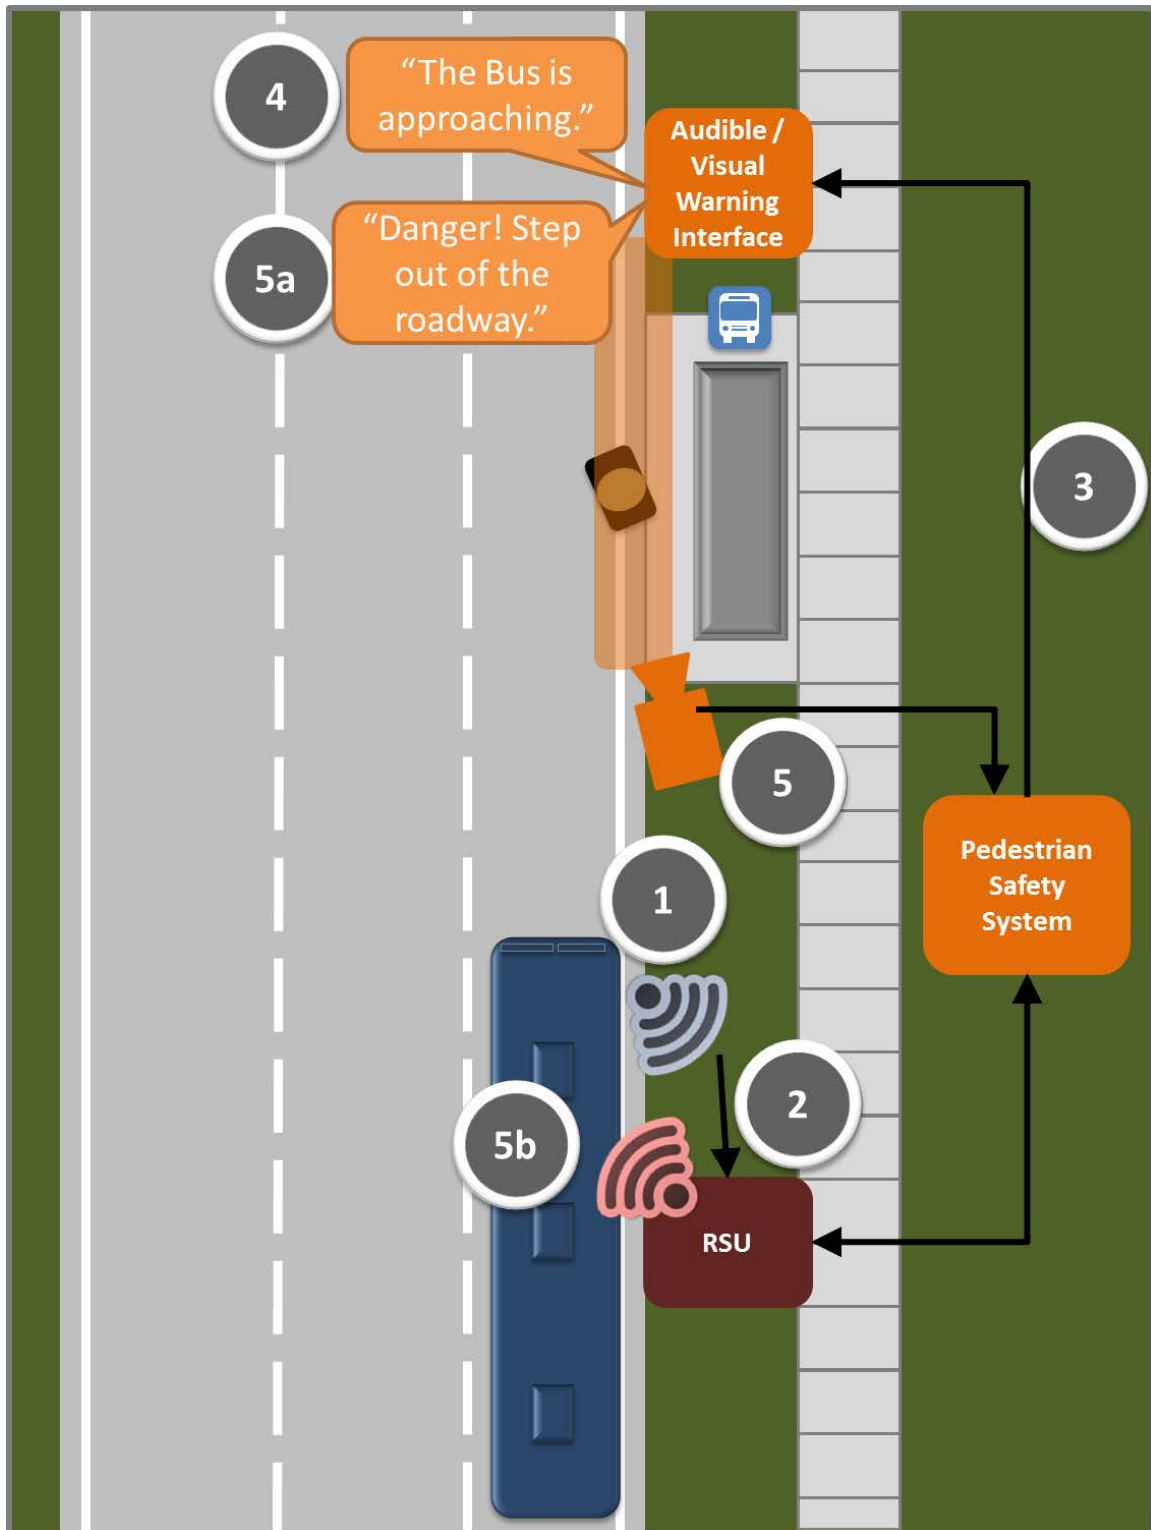 4
“The Bus is
approaching.”
Audible /
Visual
Warning
Interface
5a
“Danger! Step
out of the
roadway.”
3
5
Pedestrian
Safety
System
1
2
5b
RSU